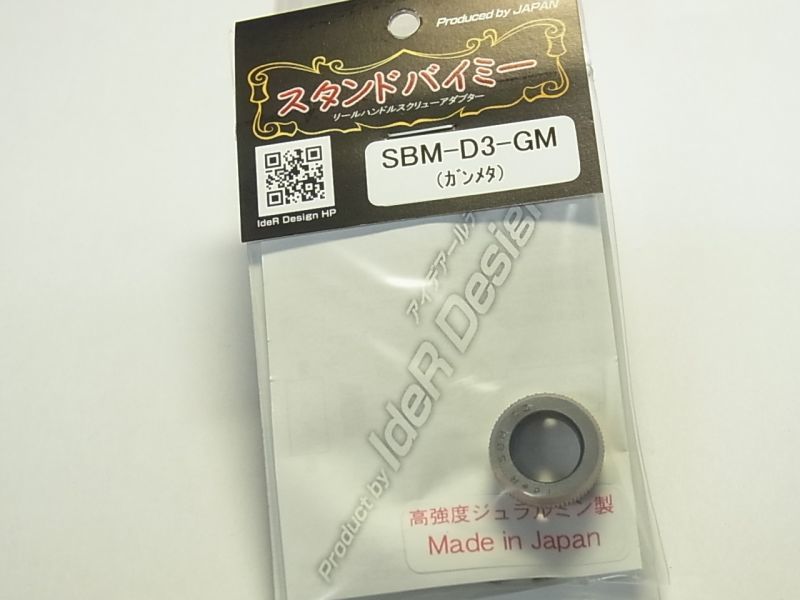 Produced by JAPAN
スタンドバイミー
リールハンドルスクリューアダプター
SBM-D3-GM
(ガンメタ)
IdeR Design HP
アイデアール
Product by IdeR Design
高強度ジュラルミン製
Made in Japan